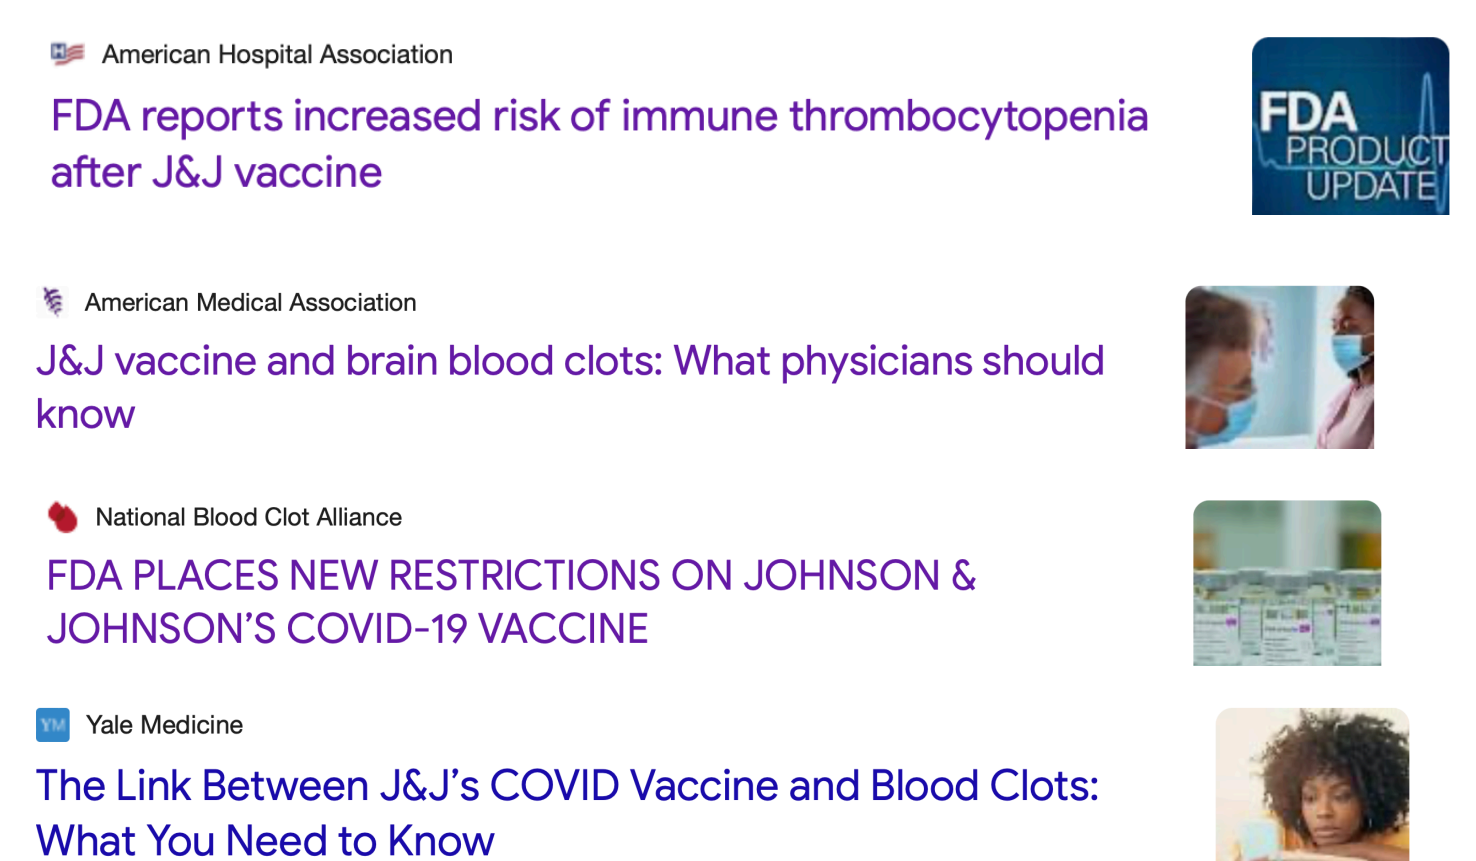 American Hospital Association
FDA reports increased risk of immune thrombocytopenia
after J&J vaccine
FDA
PRODUCT
UPDATE
American Medical Association
J&J vaccine and brain blood clots: What physicians should
know
National Blood Clot Alliance
FDA PLACES NEW RESTRICTIONS ON JOHNSON &
JOHNSON’S COVID-19 VACCINE
YM
Yale Medicine
The Link Between J&J’s COVID Vaccine and Blood Clots:
What You Need to Know